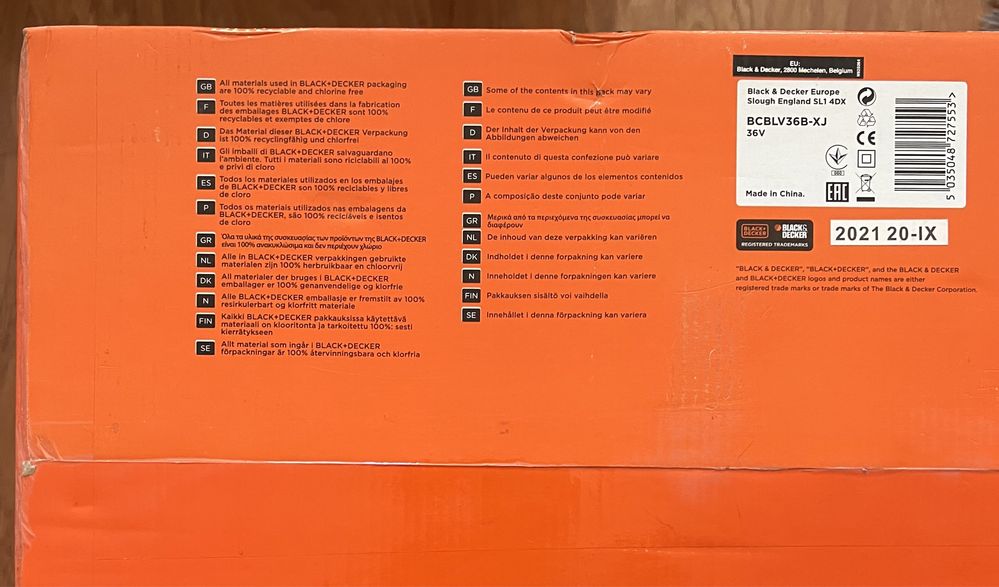 GB All materials used in BLACK+DECKER packaging
are 100% recyclable and chlorine free
F Toutes les matières utilisées dans la fabrication
des emballages BLACK+DECKER sont 100%
recyclables et exemptes de chlore
D Das Material dieser BLACK+DECKER Verpackung
ist 100% recyclingfähig und chlorfrei
IT Gli imballi di BLACK+DECKER salvaguardano
l'ambiente. Tutti i materiali sono riciclabili al 100%
e privi di cloro
ES Todos los materiales utilizados en los embalajes
de BLACK+DECKER son 100% reciclables y libres
de cloro
P Todos os materiais utilizados nas embalagens da
BLACK+DECKER, são 100% recicláveis e isentos
de cloro
GR Όλα τα υλικά της συσκευασίας των προϊόντων της BLACK+DECKER
είναι 100% ανακυκλώσιμα και δεν περιέχουν χλώριο
NL Alle in BLACK+DECKER verpakkingen gebruikte
materialen zijn 100% herbruikbaar en chloorvrij
DK All materialer der bruges i BLACK+DECKER
emballager er 100% genanvendelige og klorfrie
N Alle BLACK+DECKER emballasje er fremstilt av 100%
resirkulerbart og klorfritt materiale
FIN Kaikki BLACK+DECKER pakkauksissa käytettävä
materiaali on klooritonta ja tarkoitettu 100%: sesti
kierrätykseen
SE Allt material som ingår i BLACK+DECKER
förpackningar är 100% återvinningsbara och klorfria
GB Some of the contents in this pack may vary
F Le contenu de ce produit peut être modifié
D Der Inhalt der Verpackung kann von den
Abbildungen abweichen
IT Il contenuto di questa confezione può variare
ES Pueden variar algunos de los elementos contenidos
P A composição deste conjunto pode variar
GR Μερικά από τα περιεχόμενα της συσκευασίας μπορεί να
διαφέρουν
NL De inhoud van deze verpakking kan variëren
DK Indholdet i denne forpakning kan variere
N Inneholdet i denne forpakningen kan variere
FIN Pakkauksen sisältö voi vaihdella
SE Innehållet i denna förpackning kan variera
EU:
Black & Decker, 2800 Mechelen, Belgium
Black & Decker Europe
Slough England SL1 4DX
BCBLV36B-XJ
36V
CE
EAC
Made in China.
5 035048 727553 >
BLACK+
DECKER
BLACK&
DECKER
REGISTERED TRADEMARKS
2021 20-IX
"BLACK & DECKER", "BLACK+DECKER", and the BLACK & DECKER
and BLACK+DECKER logos and product names are either
registered trade marks or trade marks of The Black & Decker Corporation.